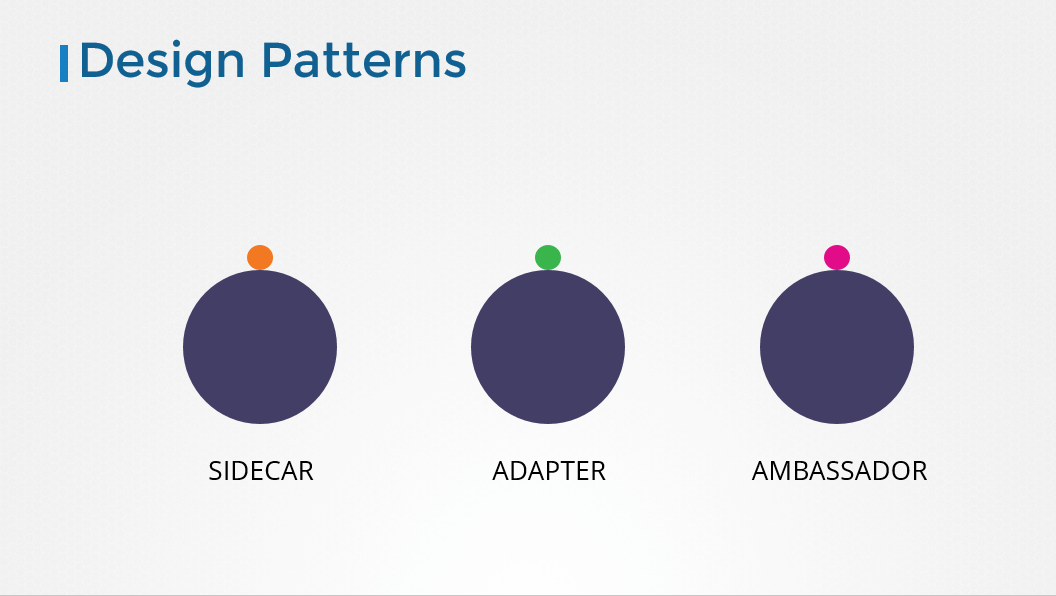 Design Patterns
SIDECAR
ADAPTER
AMBASSADOR